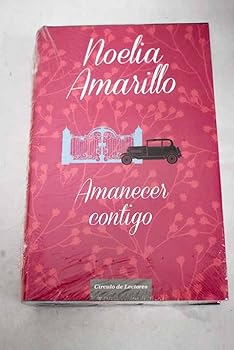 Noelia
Amarillo
Amanecer
contigo
Círculo de Lectores